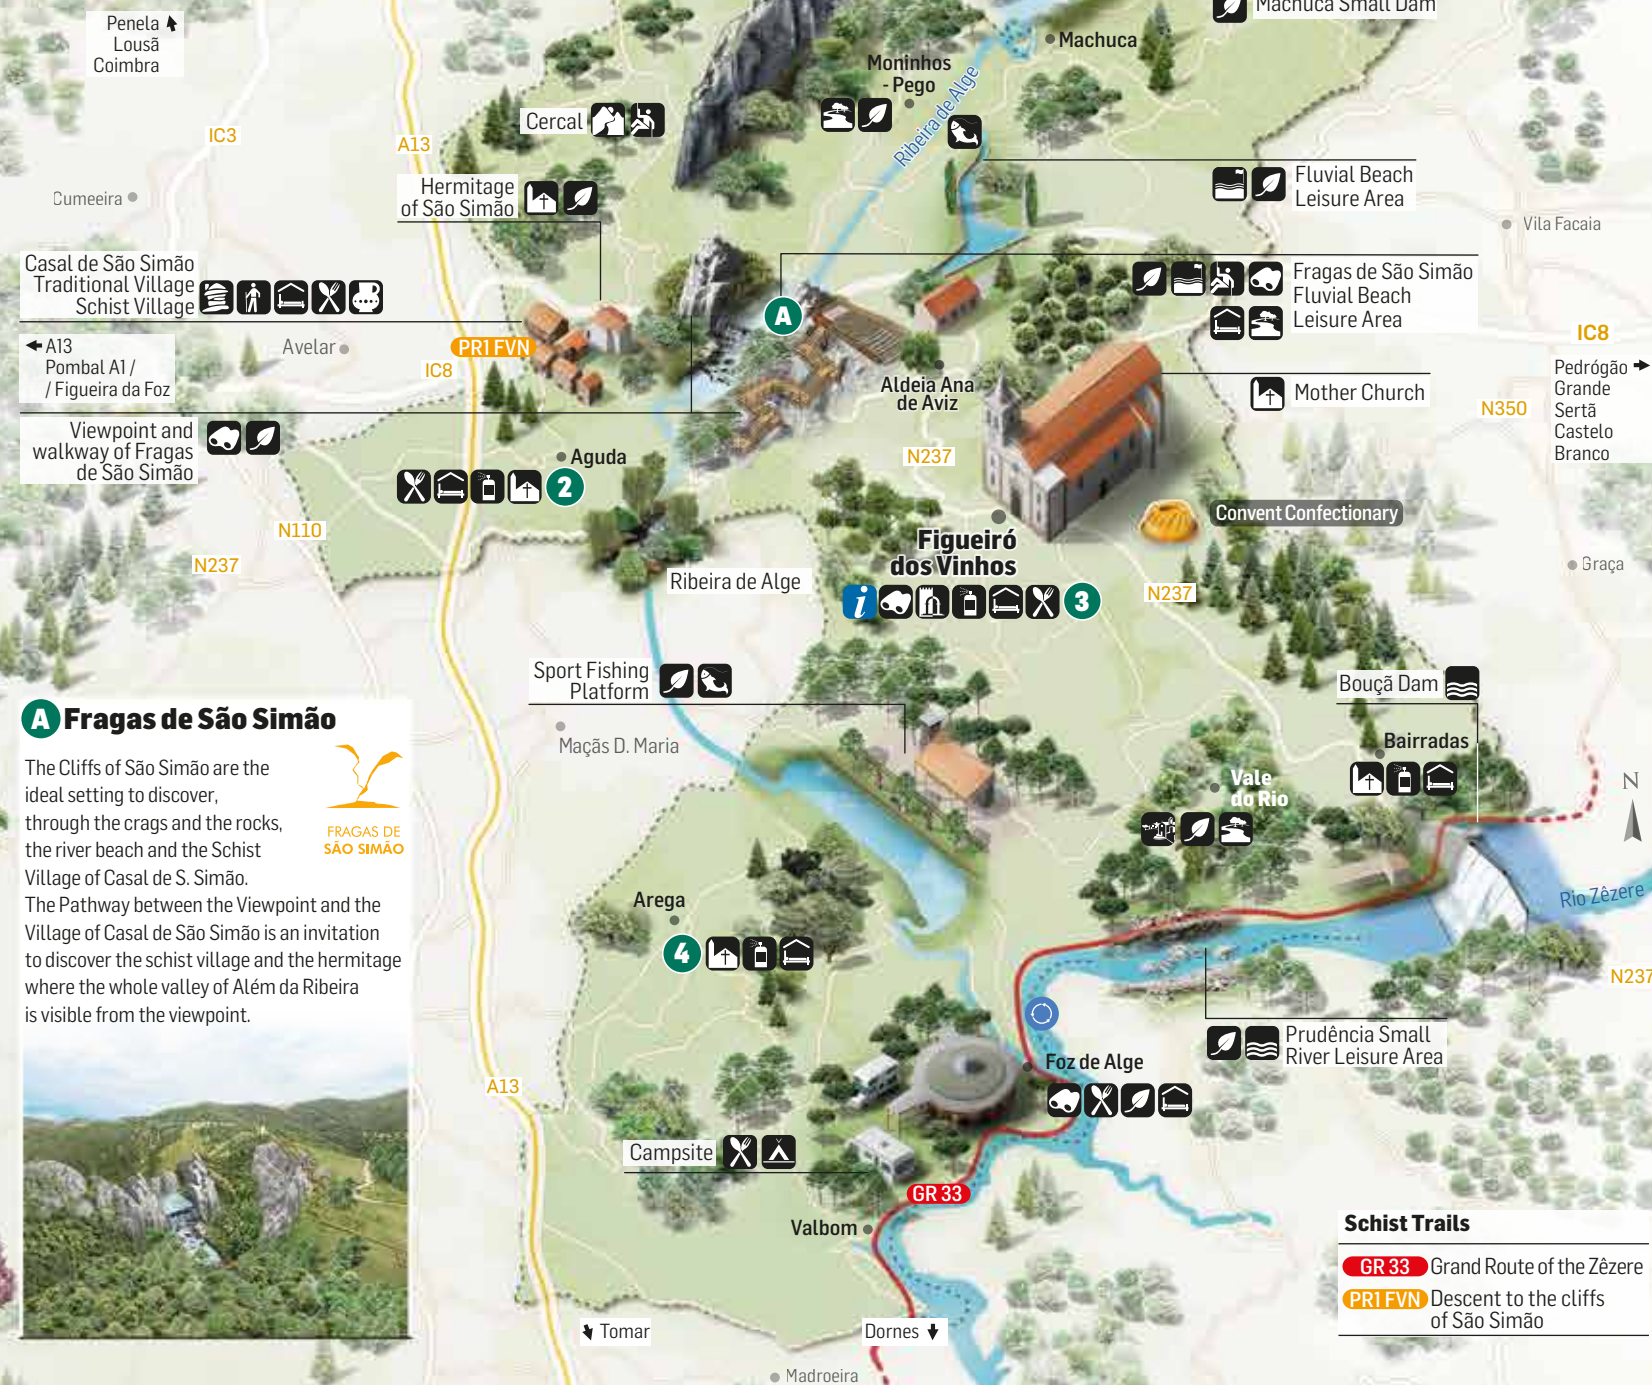 Penela
Lousã
Coimbra
Machuca Small Dam
Machuca
Moninhos
- Pego
Ribeira de Alge
Cercal
IC3
A13
Cumeeira
Hermitage
of São Simão
Fluvial Beach
Leisure Area
Vila Facaia
Casal de São Simão
Traditional Village
Schist Village
A
Fragas de São Simão
Fluvial Beach
Leisure Area
A13
Pombal A1 /
/ Figueira da Foz
Avelar
PR1 FVN
IC8
Aldeia Ana
de Aviz
Mother Church
IC8
Pedrógão
Grande
Sertã
Castelo
Branco
N350
Viewpoint and
walkway of Fragas
de São Simão
Aguda
2
N237
N110
N237
Convent Confectionary
Figueiró
dos Vinhos
i
3
Graça
N237
Ribeira de Alge
Sport Fishing
Platform
Maçãs D. Maria
Bouçã Dam
Bairradas
Vale
do Rio
N
Rio Zêzere
N237
A Fragas de São Simão
The Cliffs of São Simão are the
ideal setting to discover,
through the crags and the rocks,
the river beach and the Schist
Village of Casal de S. Simão.
The Pathway between the Viewpoint and the
Village of Casal de São Simão is an invitation
to discover the schist village and the hermitage
where the whole valley of Além da Ribeira
is visible from the viewpoint.
FRAGAS DE
SÃO SIMÃO
Arega
4
Prudência Small
River Leisure Area
Foz de Alge
A13
Campsite
GR 33
Valbom
Tomar
Dornes
Madroeira
Schist Trails
GR 33 Grand Route of the Zêzere
PR1 FVN Descent to the cliffs
of São Simão